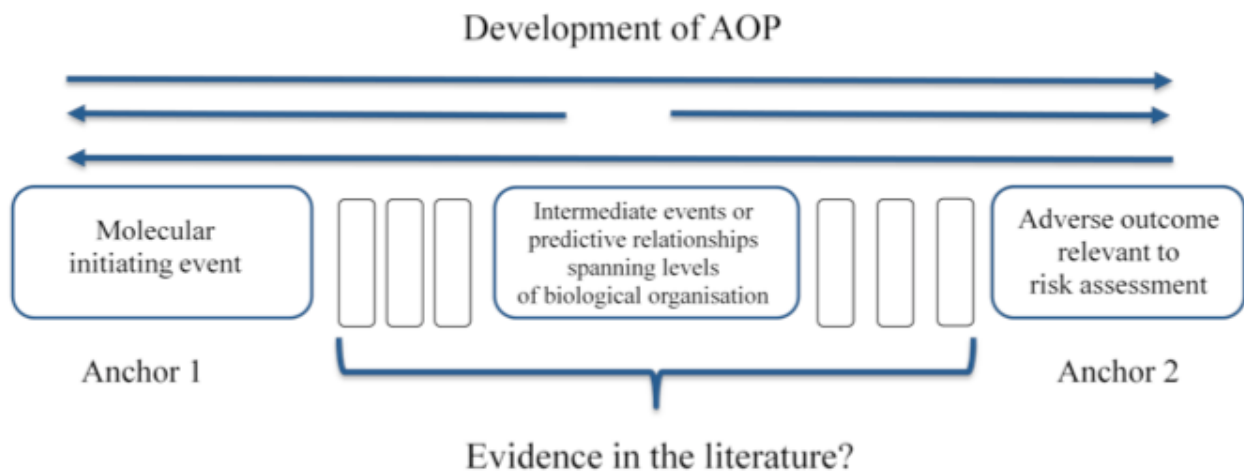 Development of AOP
Molecular
initiating event
Intermediate events or
predictive relationships
spanning levels
of biological organisation
Adverse outcome
relevant to
risk assessment
Anchor 1
Anchor 2
Evidence in the literature?